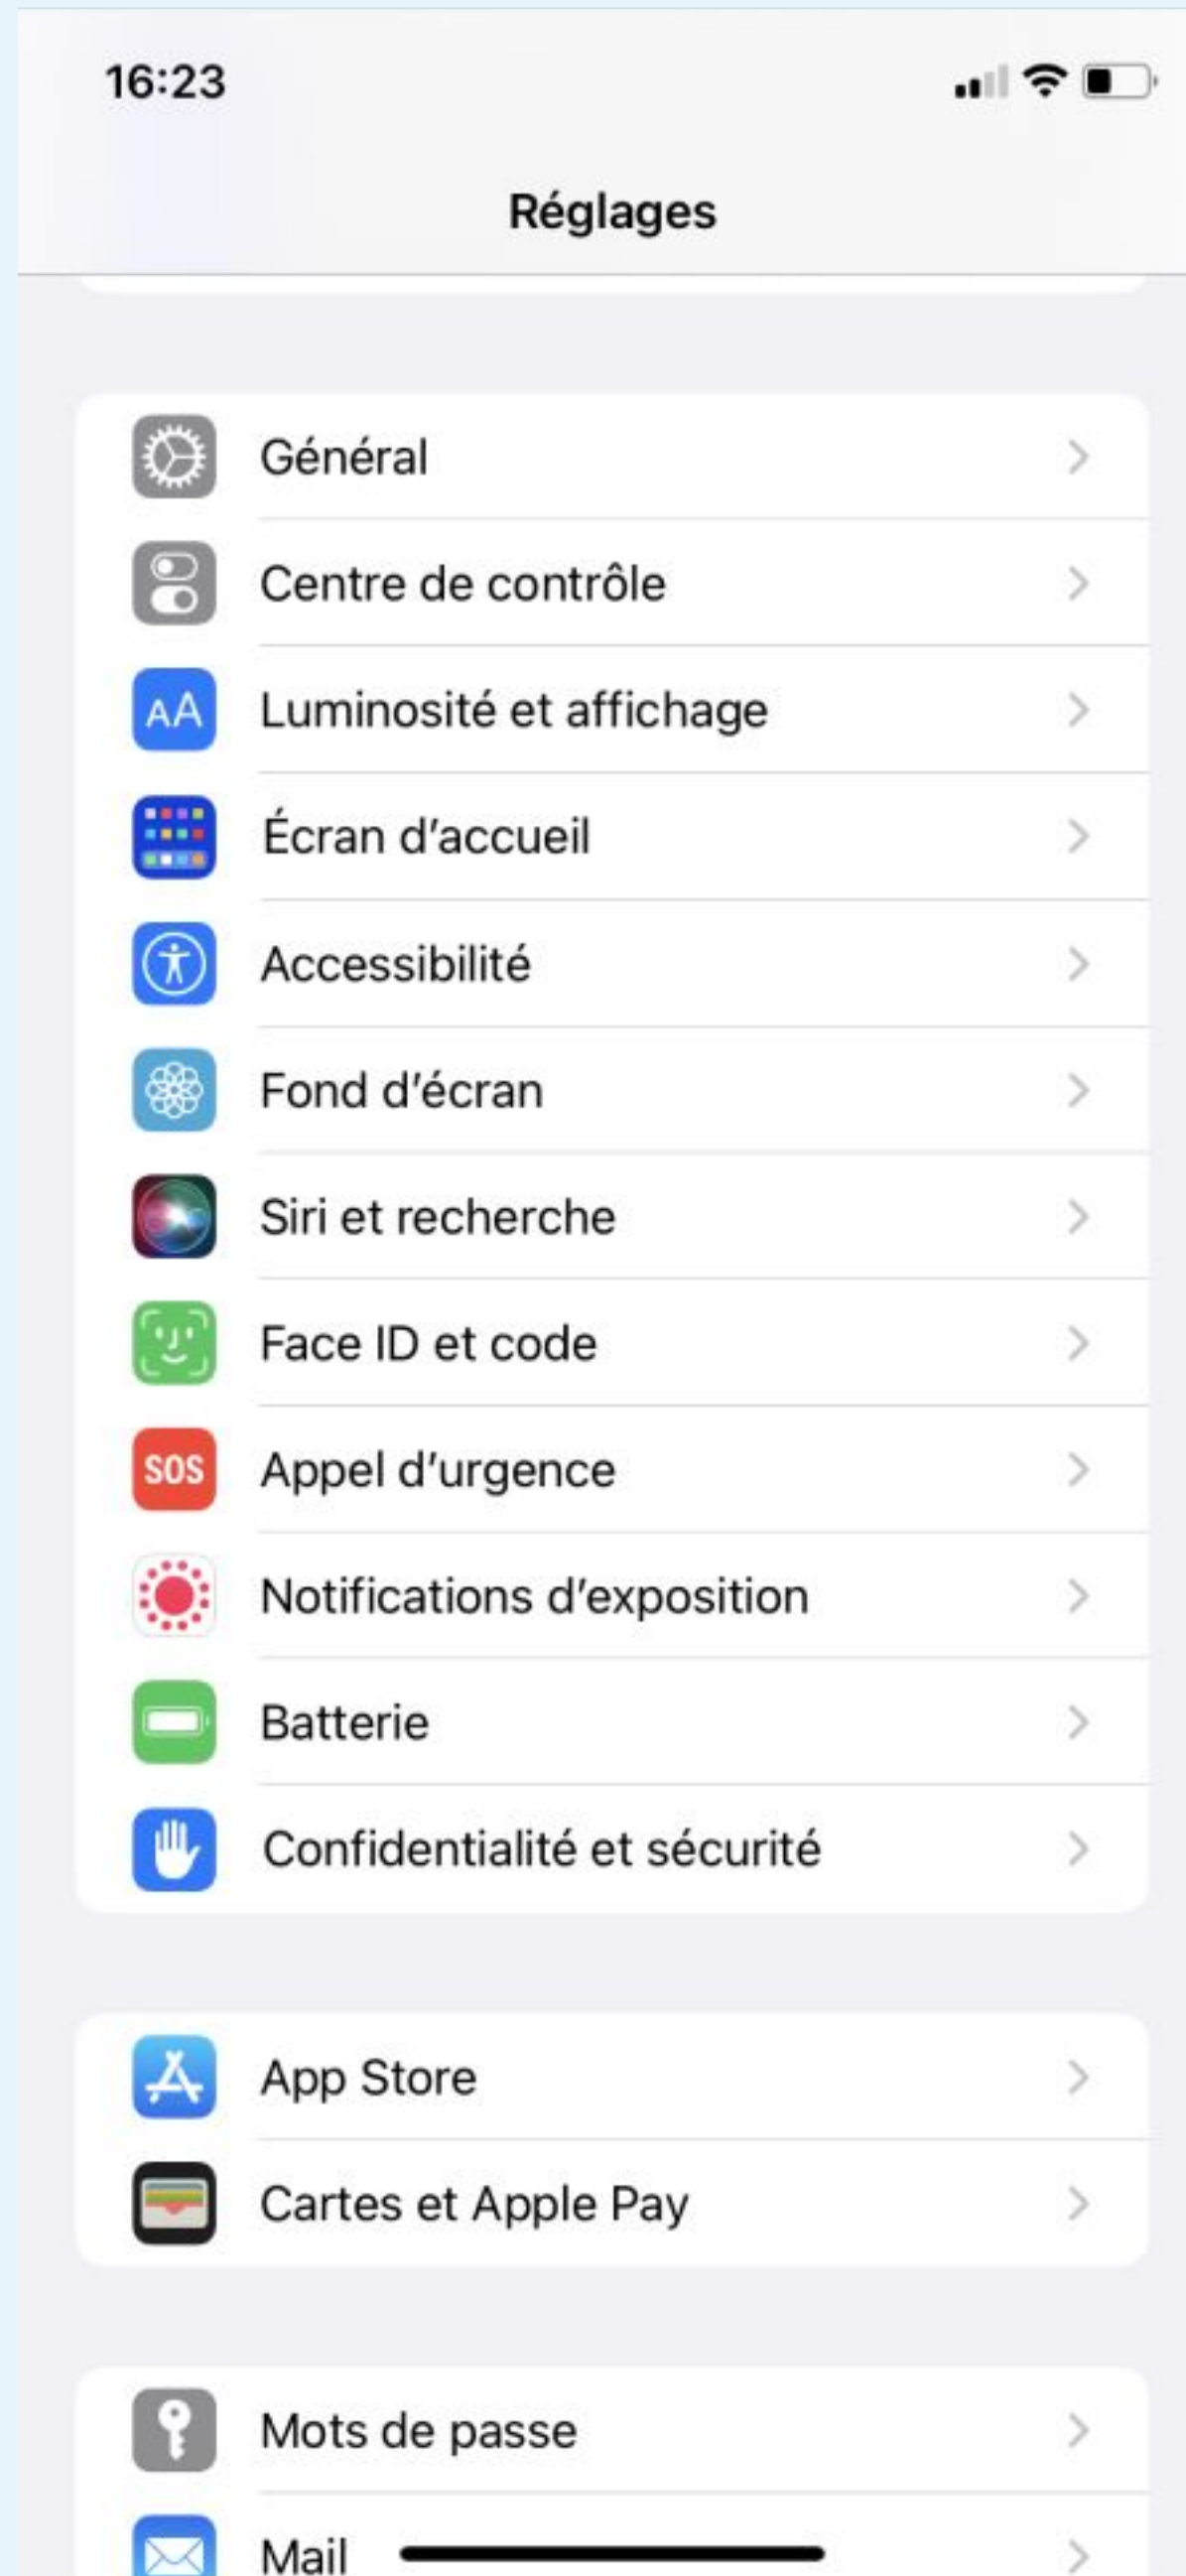 16:23
Réglages
Général
Centre de contrôle
AA Luminosité et affichage
Écran d’accueil
Accessibilité
Fond d’écran
Siri et recherche
Face ID et code
SOS Appel d’urgence
Notifications d’exposition
Batterie
Confidentialité et sécurité
App Store
Cartes et Apple Pay
Mots de passe
Mail